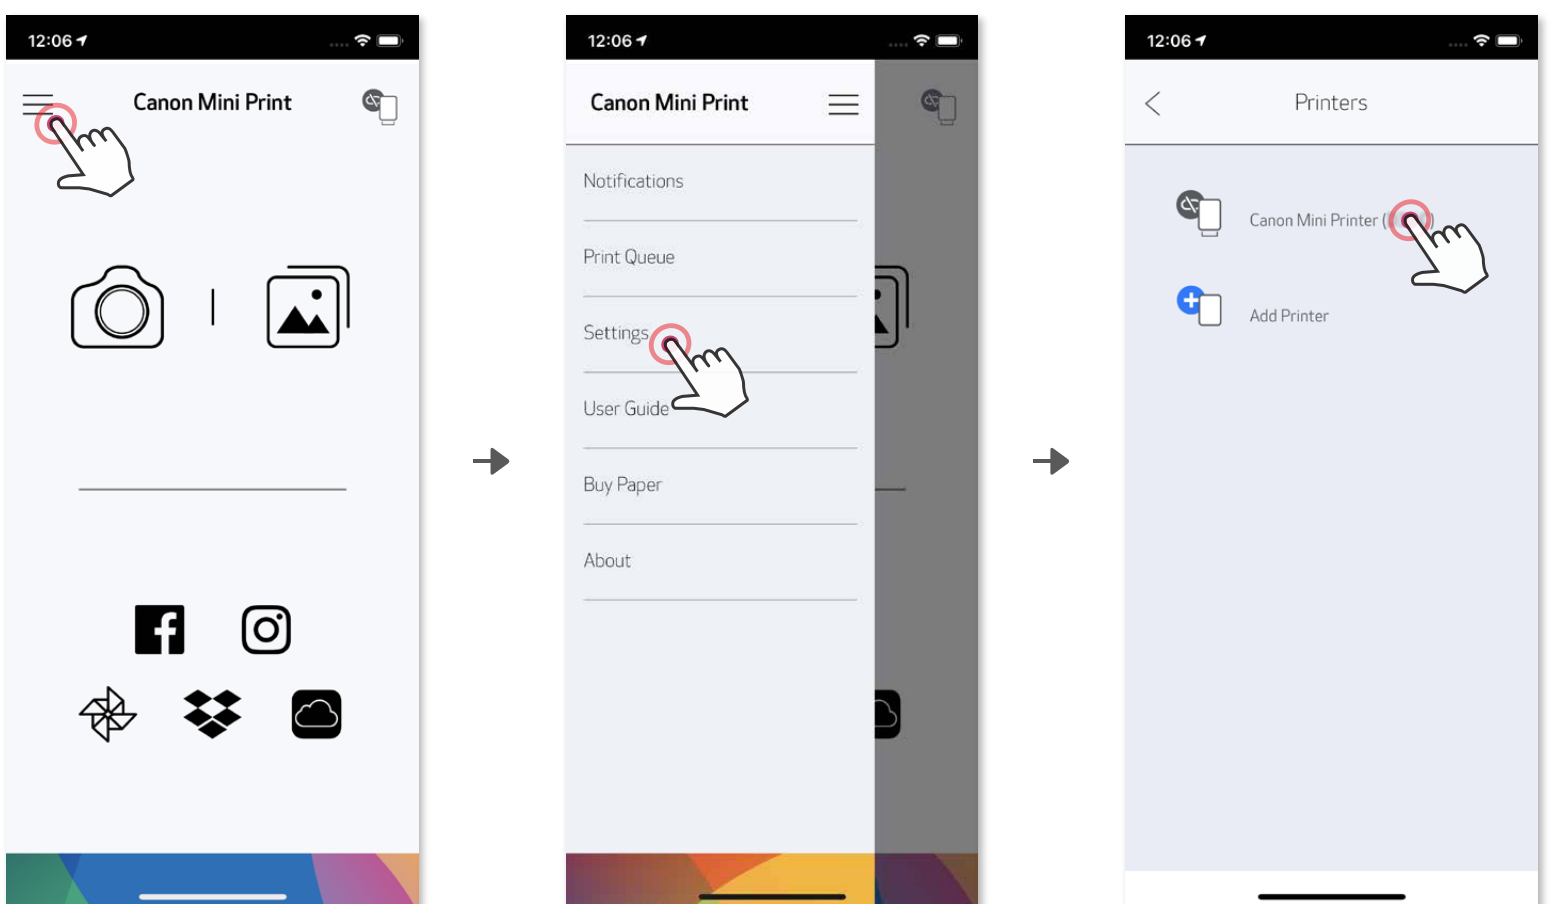 12:06
Canon Mini Print
12:06
Canon Mini Print
Notifications
Print Queue
Settings
User Guide
Buy Paper
About
12:06
Printers
Canon Mini Printer ( )
Add Printer